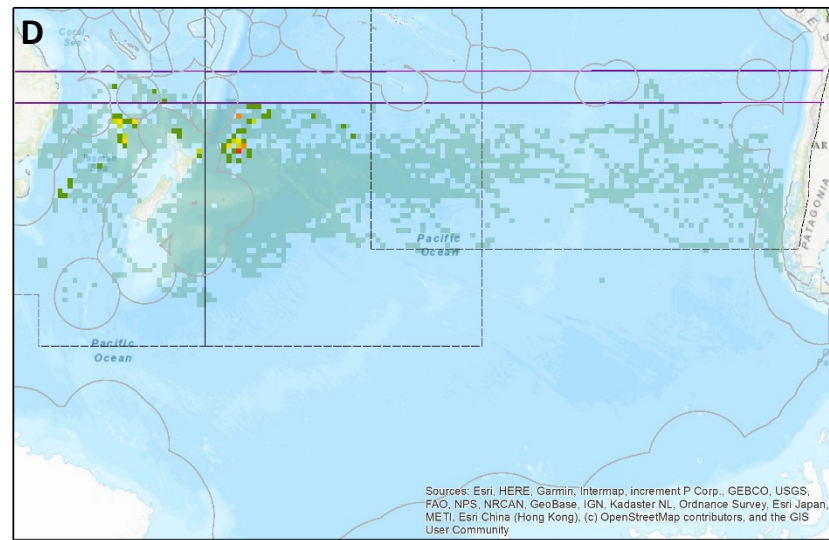 D
Coral
Sea
Tasman
Sea
Pacific
Ocean
Pacific
Ocean
PATAGONIA
Sources: Esri, HERE, Garmin, Intermap, increment P Corp., GEBCO, USGS,
FAO, NPS, NRCAN, GeoBase, IGN, Kadaster NL, Ordnance Survey, Esri Japan,
METI, Esri China (Hong Kong), (c) OpenStreetMap contributors, and the GIS
User Community